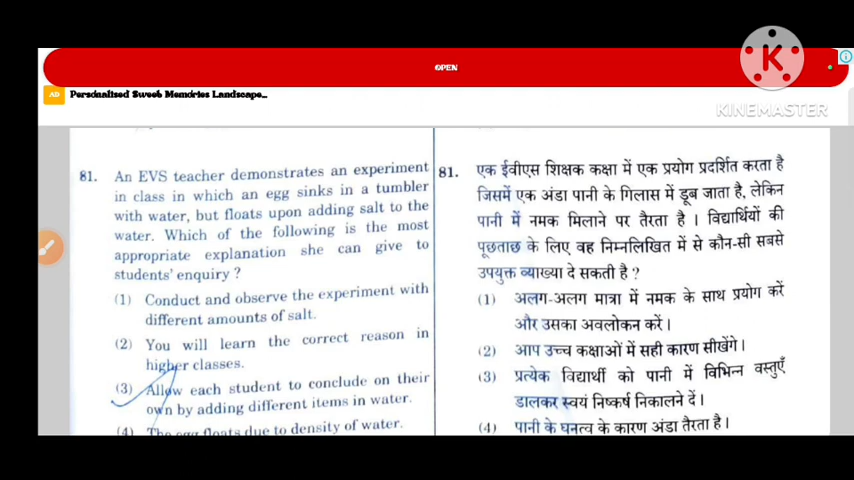 OPEN
AD
Personalised Sweet Memories Landscape...
K
KINEMASTER
81. An EVS teacher demonstrates an experiment
in class in which an egg sinks in a tumbler
with water, but floats upon adding salt to the
water. Which of the following is the most
appropriate explanation she can give to
students' enquiry ?
(1) Conduct and observe the experiment with
different amounts of salt.
(2) You will learn the correct reason in
higher classes.
(3) Allow each student to conclude on their
own by adding different items in water.
(4) The egg floats due to density of water.
81. एक ईवीएस शिक्षक कक्षा में एक प्रयोग प्रदर्शित करता है
जिसमें एक अंडा पानी के गिलास में डूब जाता है, लेकिन
पानी में नमक मिलाने पर तैरता है । विद्यार्थियों की
पूछताछ के लिए वह निम्नलिखित में से कौन-सी सबसे
उपयुक्त व्याख्या दे सकती है ?
(1) अलग-अलग मात्रा में नमक के साथ प्रयोग करें
और उसका अवलोकन करें ।
(2) आप उच्च कक्षाओं में सही कारण सीखेंगे ।
(3) प्रत्येक विद्यार्थी को पानी में विभिन्न वस्तुएँ
डालकर स्वयं निष्कर्ष निकालने दें ।
(4) पानी के घनत्व के कारण अंडा तैरता है ।